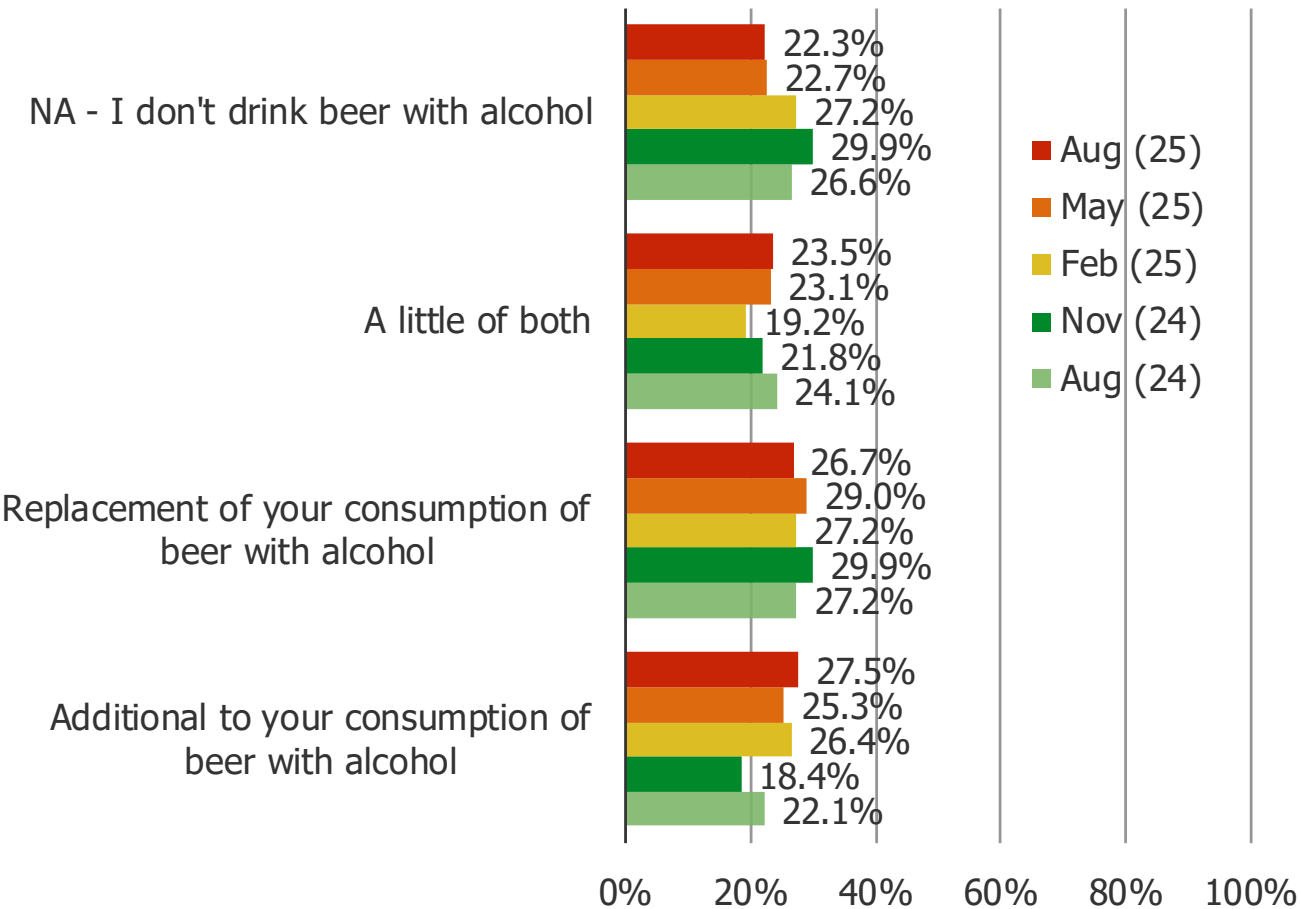 NA - I don't drink beer with alcohol
22.3%
22.7%
27.2%
29.9%
26.6%
A little of both
23.5%
23.1%
19.2%
21.8%
24.1%
Replacement of your consumption of
beer with alcohol
26.7%
29.0%
27.2%
29.9%
27.2%
Additional to your consumption of
beer with alcohol
27.5%
25.3%
26.4%
18.4%
22.1%
Aug (25)
May (25)
Feb (25)
Nov (24)
Aug (24)
0% 20% 40% 60% 80% 100%